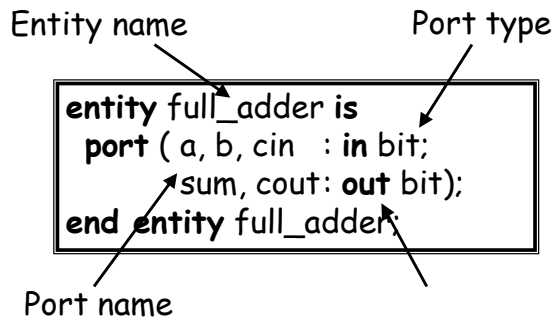 Entity name
Port type
entity full_adder is
port ( a, b, cin : in bit;
sum, cout: out bit);
end entity full_adder;
Port name